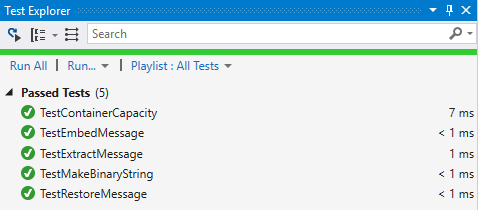 Test Explorer
Search
Run All | Run... | Playlist : All Tests
Passed Tests (5)
TestContainerCapacity 7 ms
TestEmbedMessage < 1 ms
TestExtractMessage 1 ms
TestMakeBinaryString < 1 ms
TestRestoreMessage < 1 ms